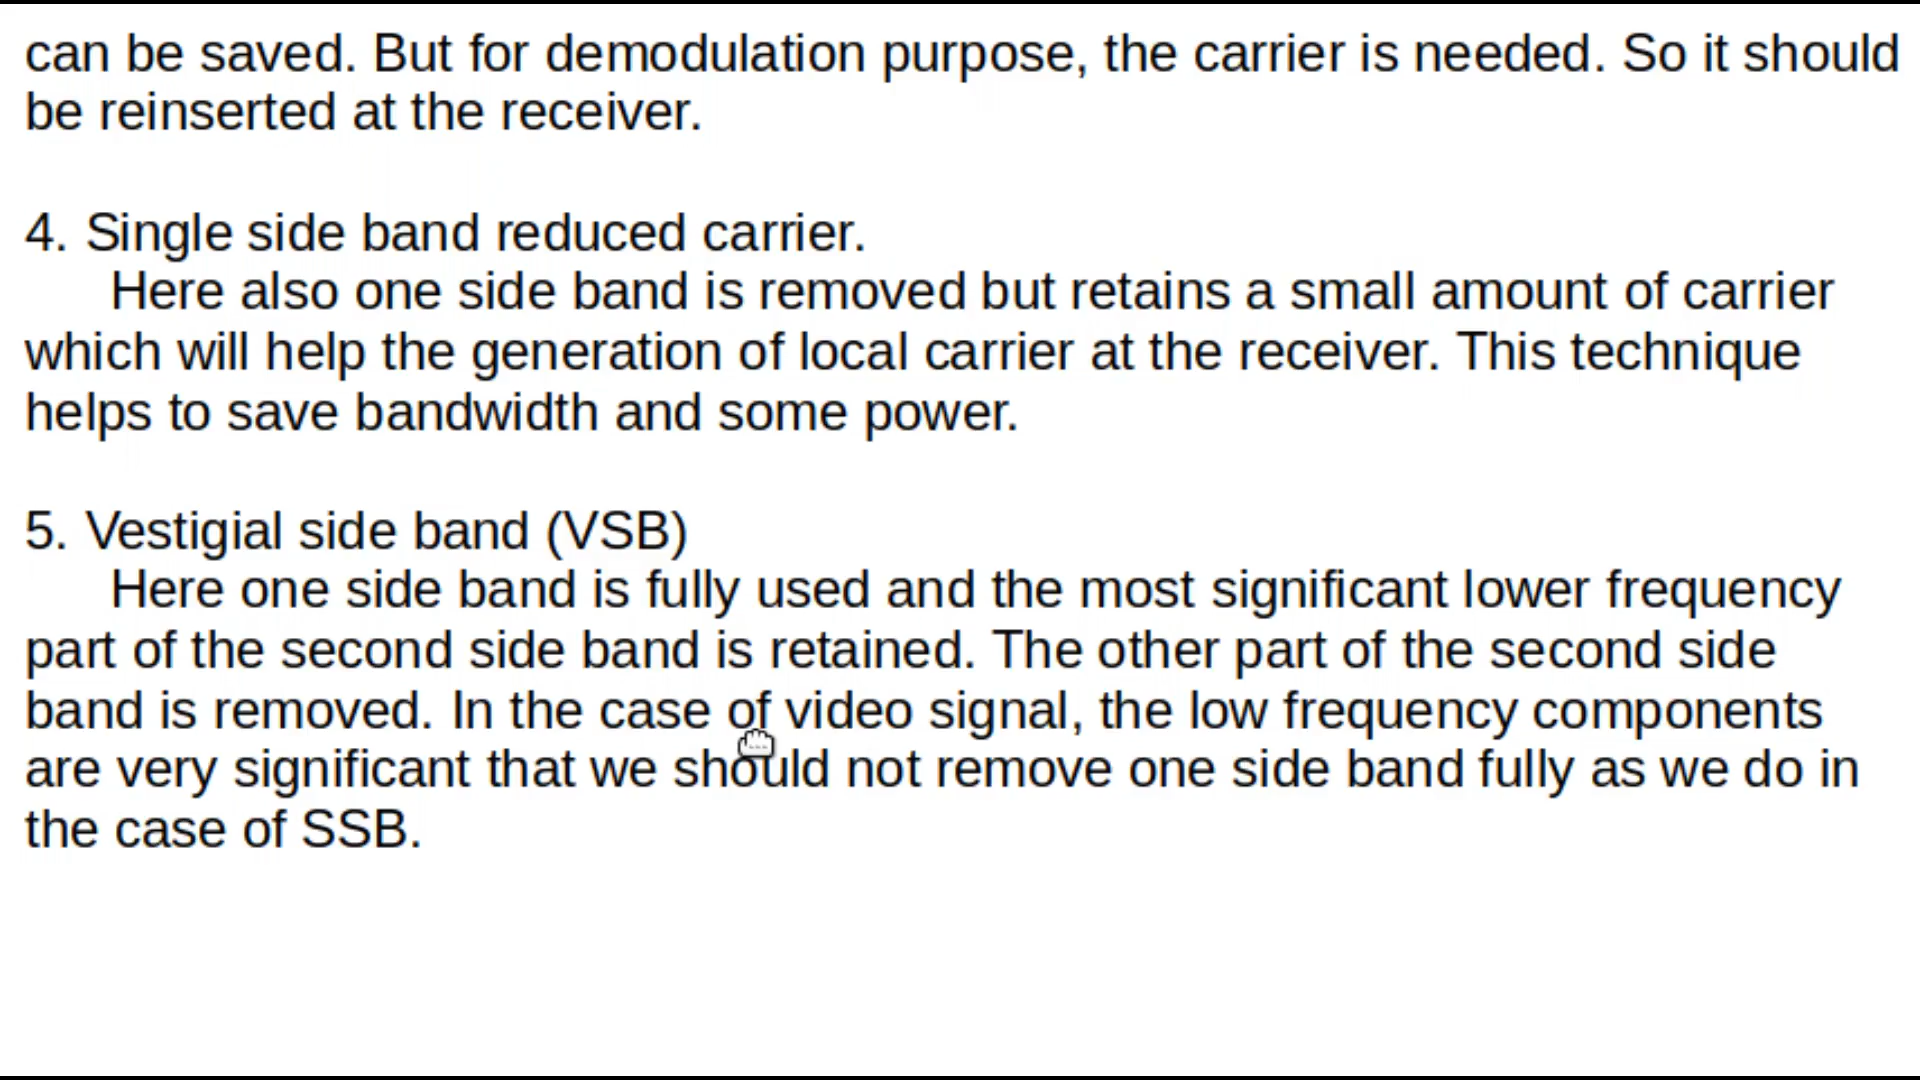 can be saved. But for demodulation purpose, the carrier is needed. So it should
be reinserted at the receiver.
4. Single side band reduced carrier.
Here also one side band is removed but retains a small amount of carrier
which will help the generation of local carrier at the receiver. This technique
helps to save bandwidth and some power.
5. Vestigial side band (VSB)
Here one side band is fully used and the most significant lower frequency
part of the second side band is retained. The other part of the second side
band is removed. In the case of video signal, the low frequency components
are very significant that we should not remove one side band fully as we do in
the case of SSB.